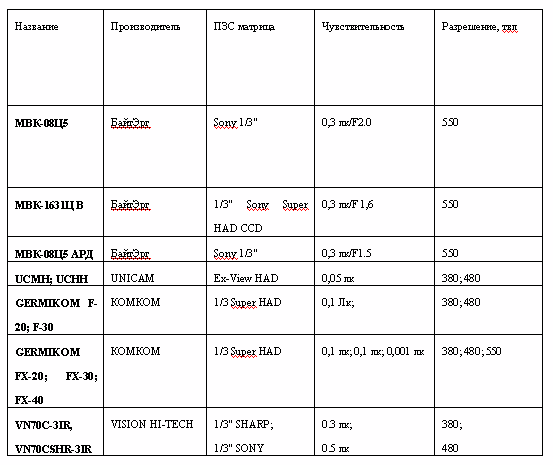 Название Производитель ПЗС матрица Чувствительность Разрешение, твл
МВК-08Ц5 БайтЭрг Sony 1/3" 0,3 лк/F2.0 550
МВК-1631Ц В БайтЭрг 1/3" Sony Super 0,3 лк/F 1,6 550
HAD CCD
МВК-08Ц5 АРД БайтЭрг Sony 1/3" 0,3 лк/F1.5 550
UCMH; UCHH UNICAM Ex-View HAD 0,05 лк 380; 480
GERMIKOM F- КОМКОМ 1/3 Super HAD 0,1 Лк; 380; 480
20; F-30
GERMIKOM КОМКОМ 1/3 Super HAD 0,1 лк; 0,1 лк; 0,001 лк 380; 480; 550
FX-20; FX-30;
FX-40
VN70C-3IR, VISION HI-TECH 1/3" SHARP; 0.3 лк; 380;
VN70CSHR-3IR 1/3" SONY 0.5 лк 480